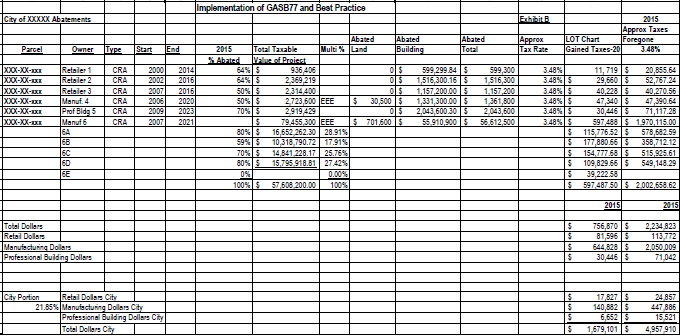 Implementation of GASB77 and Best Practice
City of XXXXX Abatements Exhibit B 2015
Approx Taxes
Abated Abated Abated Approx LOT Chart Foregone
Parcel Owner Type Start End 2015 Total Taxable Multi % Land Building Total Tax Rate Gained Taxes-20 3.48%
% Abated Value of Project
XXX-XX-xxx Retailer 1 CRA 2000 2014 64% $ 936,406 0 $ 599,299.84 $ 599,300 3.48% $ 11,719 $ 20,855.64
XXX-XX-xxx Retailer 2 CRA 2002 2016 64% $ 2,369,219 0 $ 1,516,300.16 $ 1,516,300 3.48% $ 29,660 $ 52,767.24
XXX-XX-xxx Retailer 3 CRA 2007 2016 50% $ 2,314,400 0 $ 1,157,200.00 $ 1,157,200 3.48% $ 40,228 $ 40,270.56
XXX-XX-xxx Manuf. 4 CRA 2006 2020 50% $ 2,723,600 EEE $ 30,500 $ 1,331,300.00 $ 1,361,800 3.48% $ 47,340 $ 47,390.64
XXX-XX-xxx Prof Bldg 5 CRA 2009 2023 70% $ 2,919,429 0 $ 2,043,600.30 $ 2,043,600 3.48% $ 30,446 $ 71,117.28
XXX-XX-xxx Manuf 6 CRA 2007 2021 $ 79,455,300 EEE $ 701,600 $ 55,910,900 $ 56,612,500 3.48% $ 597,488 $ 1,970,115.00
6A 80% $ 16,652,262.30 28.91% $ 115,776.52 $ 578,682.59
6B 59% $ 10,318,790.72 17.91% $ 177,880.66 $ 358,712.12
6C 70% $ 14,841,228.17 25.76% $ 154,777.68 $ 515,925.61
6D 80% $ 15,795,918.81 27.42% $ 109,829.66 $ 549,148.29
6E 0% 0.00% $ 39,222.58
100% $ 57,608,200.00 100% $ 597,487.50 $ 2,002,658.62
2015 2015
Total Dollars $ 756,870 $ 2,234,823
Retail Dollars $ 81,596 $ 113,772
Manufacturing Dollars $ 644,828 $ 2,050,009
Professional Building Dollars $ 30,446 $ 71,042
City Portion Retail Dollars City $ 17,827 $ 24,857
21.85% Manufacturing Dollars City $ 140,882 $ 447,886
Professional Building Dollars City $ 6,652 $ 15,521
Total Dollars City $ 1,679,101 $ 4,957,910